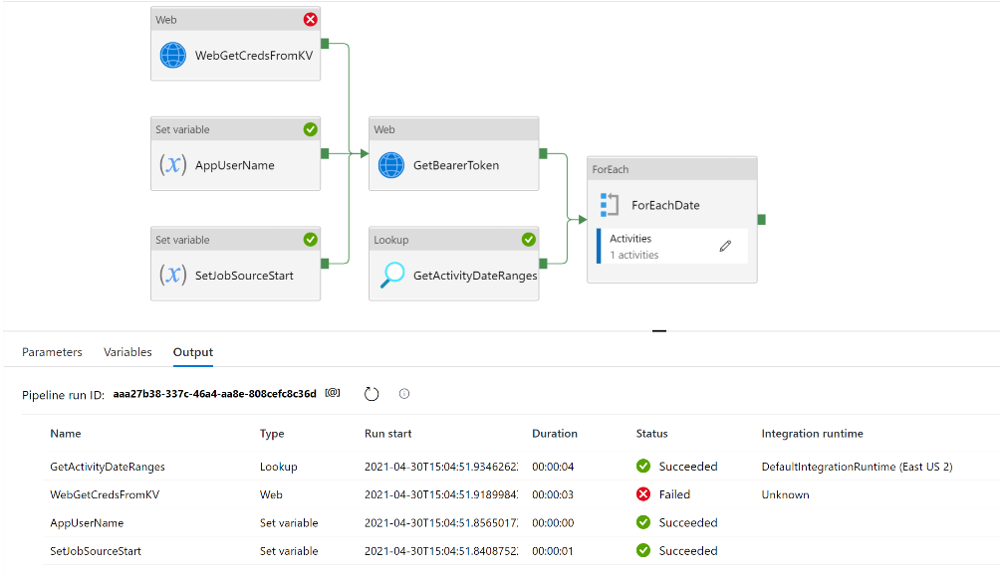 Web
WebGetCredsFromKV
Set variable
(x) AppUserName
Web
GetBearerToken
ForEach
ForEachDate
Activities
1 activities
Set variable
(x) SetJobSourceStart
Lookup
GetActivityDateRanges
Parameters Variables Output
Pipeline run ID: aaa27b38-337c-46a4-aa8e-808cefc8c36d [@]
Name Type Run start Duration Status Integration runtime
GetActivityDateRanges Lookup 2021-04-30T15:04:51.9346262 00:00:04 Succeeded DefaultIntegrationRuntime (East US 2)
WebGetCredsFromKV Web 2021-04-30T15:04:51.9189984 00:00:03 Failed Unknown
AppUserName Set variable 2021-04-30T15:04:51.8565017 00:00:00 Succeeded
SetJobSourceStart Set variable 2021-04-30T15:04:51.8408752 00:00:01 Succeeded